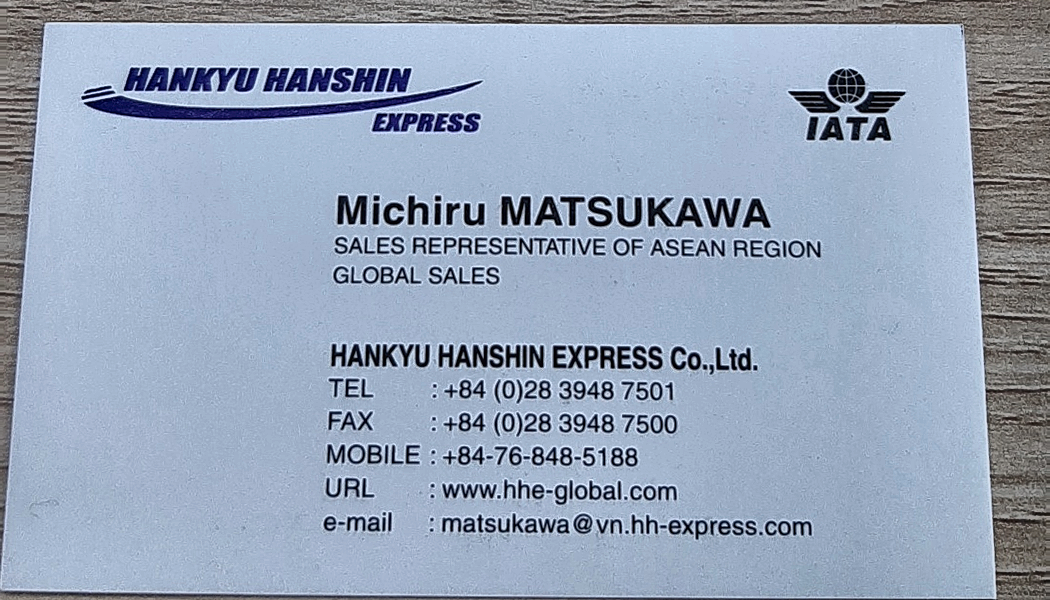 HANKYU HANSHIN
EXPRESS
IATA
Michiru MATSUKAWA
SALES REPRESENTATIVE OF ASEAN REGION
GLOBAL SALES
HANKYU HANSHIN EXPRESS Co.,Ltd.
TEL : +84 (0)28 3948 7501
FAX : +84 (0)28 3948 7500
MOBILE : +84-76-848-5188
URL : www.hhe-global.com
e-mail : matsukawa@vn.hh-express.com